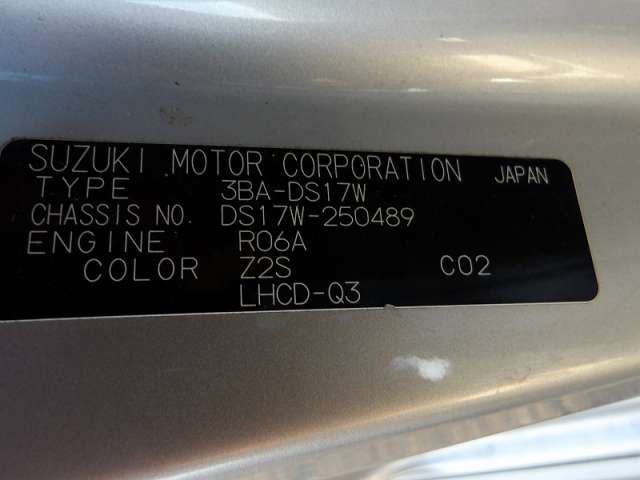 SUZUKI MOTOR CORPORATION JAPAN
TYPE 3BA-DS17W
CHASSIS NO. DS17W-250489
ENGINE R06A
COLOR Z2S C02
LHCD-Q3